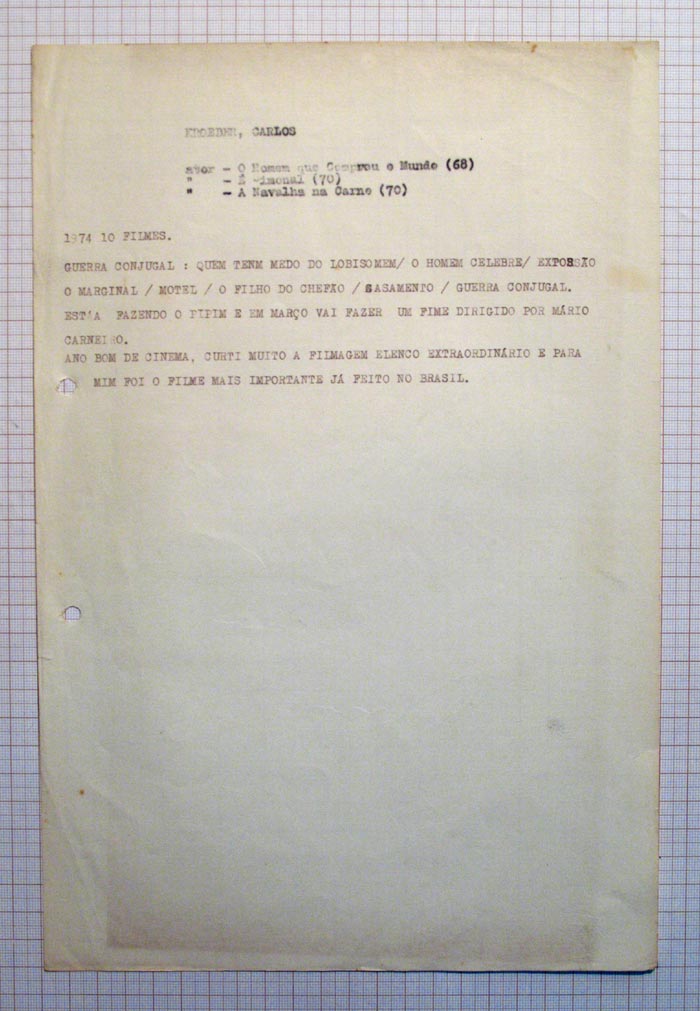 KROEBER, CARLOS
ator - O Homem que Comprou o Mundo (68)
" - É Simonal (70)
" - A Navalha na Carne (70)
1974 10 FILMES.
GUERRA CONJUGAL : QUEM TENM MEDO DO LOBISOMEM/ O HOMEM CELEBRE/ EXPOSSÃO
O MARGINAL / MOTEL / O FILHO DO CHEFÃO / SASAMENTO / GUERRA CONJUGAL.
EST'A FAZENDO O PIPIM E EM MARÇO VAI FAZER UM FIME DIRIGIDO POR MÁRIO
CARNEIRO.
ANO BOM DE CINEMA, CURTI MUITO A FILMAGEM ELENCO EXTRAORDINÁRIO E PARA
MIM FOI O FILME MAIS IMPORTANTE JÁ FEITO NO BRASIL.